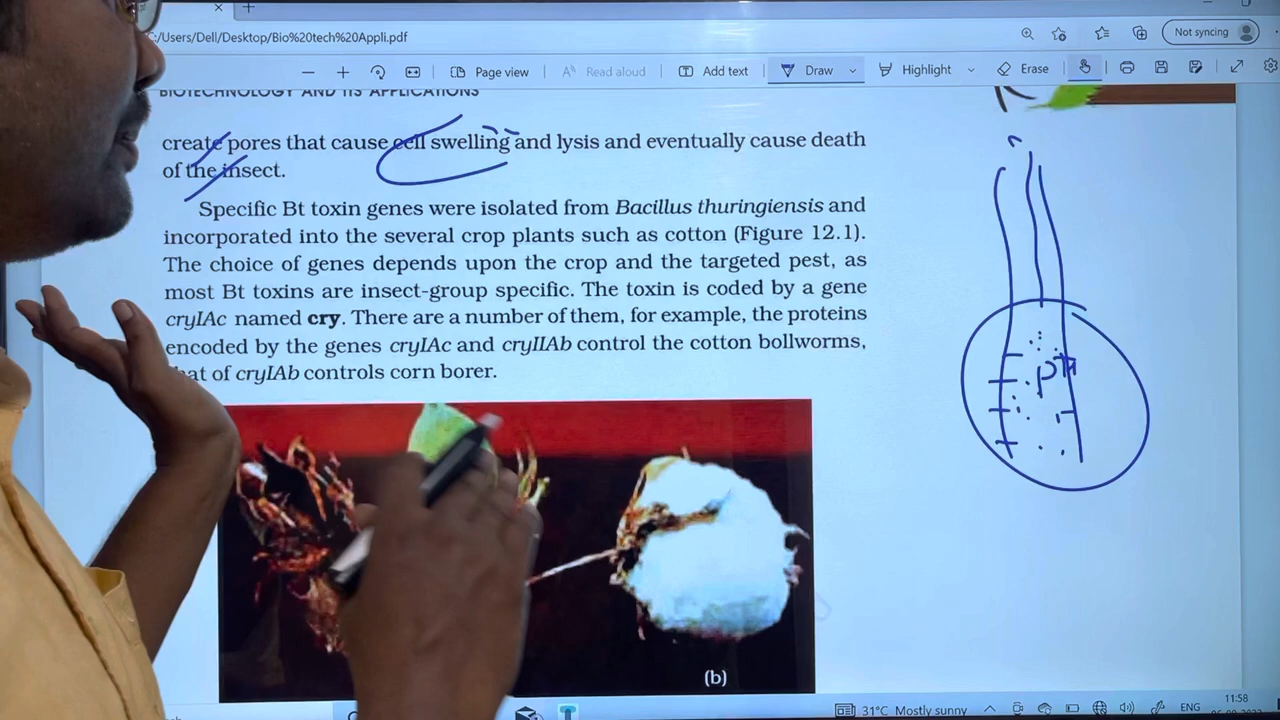 :/Users/Dell/Desktop/Bio%20tech%20Appli.pdf
Not syncing
Page view
Read aloud
Add text
Draw
Highlight
Erase
BIOTECHNOLOGY AND ITS APPLICATIONS
create pores that cause cell swelling and lysis and eventually cause death
of the insect.
Specific Bt toxin genes were isolated from Bacillus thuringiensis and
incorporated into the several crop plants such as cotton (Figure 12.1).
The choice of genes depends upon the crop and the targeted pest, as
most Bt toxins are insect-group specific. The toxin is coded by a gene
cryIAc named cry. There are a number of them, for example, the proteins
encoded by the genes cryIAc and cryIIAb control the cotton bollworms,
hat of cryIAb controls corn borer.
(b)
31°C Mostly sunny
ENG
11:58